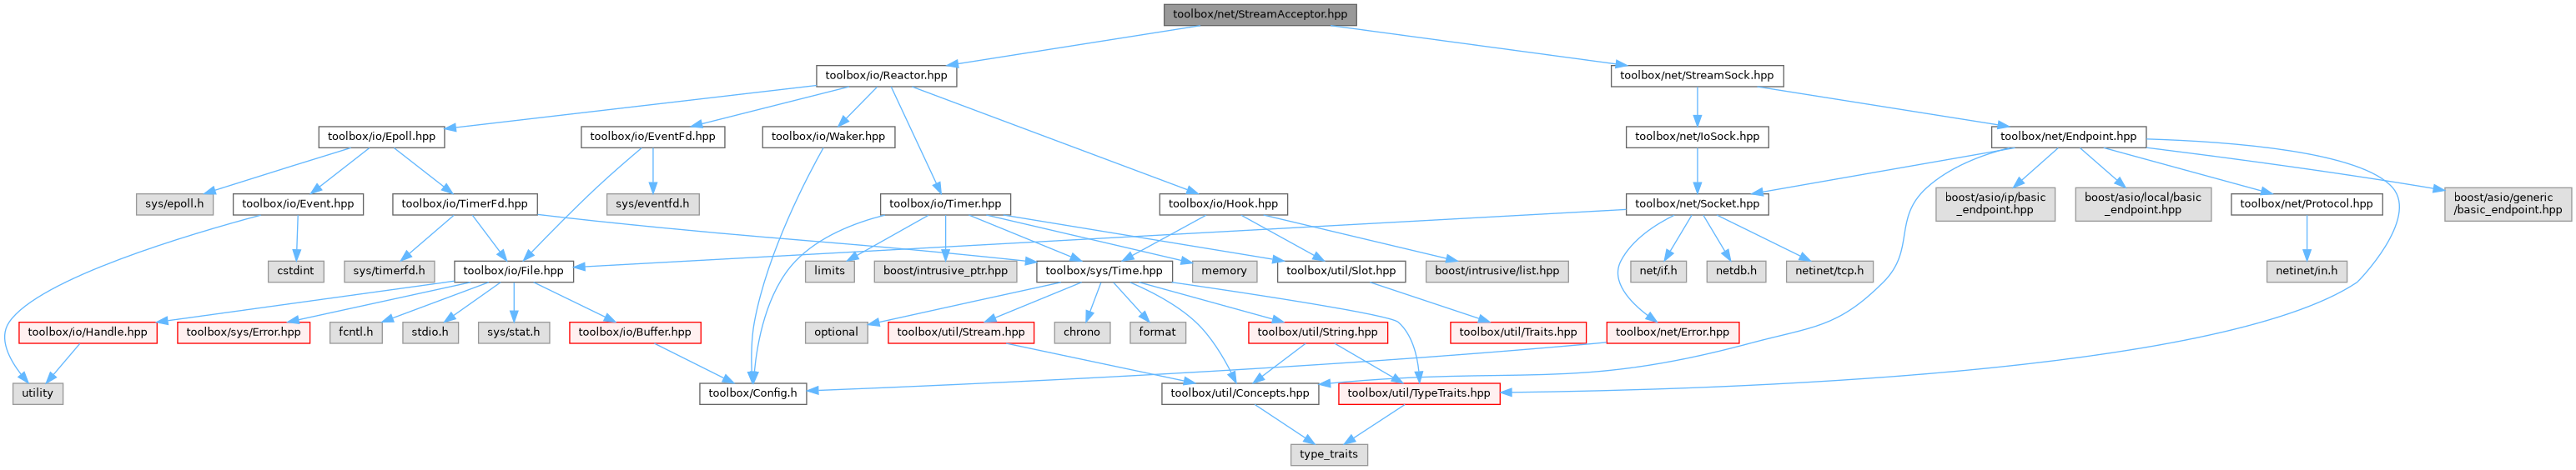 toolbox/net/StreamAcceptor.hpp
toolbox/io/Reactor.hpp
toolbox/net/StreamSock.hpp
toolbox/io/Epoll.hpp
toolbox/io/EventFd.hpp
toolbox/io/Waker.hpp
toolbox/net/IoSock.hpp
toolbox/net/Endpoint.hpp
sys/epoll.h
toolbox/io/Event.hpp
toolbox/io/TimerFd.hpp
sys/eventfd.h
toolbox/io/Timer.hpp
toolbox/io/Hook.hpp
toolbox/net/Socket.hpp
boost/asio/ip/basic
_endpoint.hpp
boost/asio/local/basic
_endpoint.hpp
toolbox/net/Protocol.hpp
boost/asio/generic
/basic_endpoint.hpp
cstdint
sys/timerfd.h
toolbox/io/File.hpp
limits
boost/intrusive_ptr.hpp
toolbox/sys/Time.hpp
memory
toolbox/util/Slot.hpp
boost/intrusive/list.hpp
net/if.h
netdb.h
netinet/tcp.h
netinet/in.h
toolbox/io/Handle.hpp
toolbox/sys/Error.hpp
fcntl.h
stdio.h
sys/stat.h
toolbox/io/Buffer.hpp
optional
toolbox/util/Stream.hpp
chrono
format
toolbox/util/String.hpp
toolbox/util/Traits.hpp
toolbox/net/Error.hpp
utility
toolbox/Config.h
toolbox/util/Concepts.hpp
toolbox/util/TypeTraits.hpp
type_traits